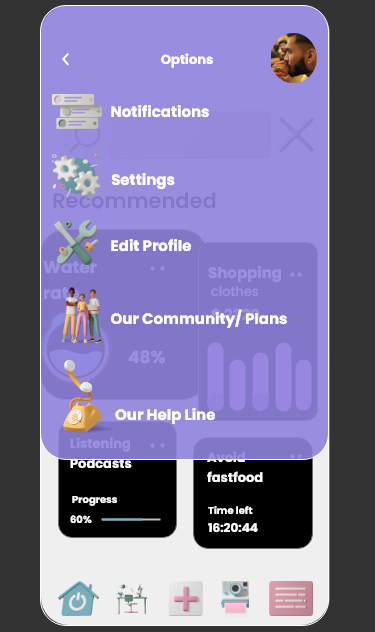 Options
Notifications
Settings
Recommended
Edit Profile
Water
Shopping
clothes
Our Community/ Plans
48%
Our Help Line
Listening
Podcasts
Avoid
fastfood
Progress
60%
Time left
16:20:44